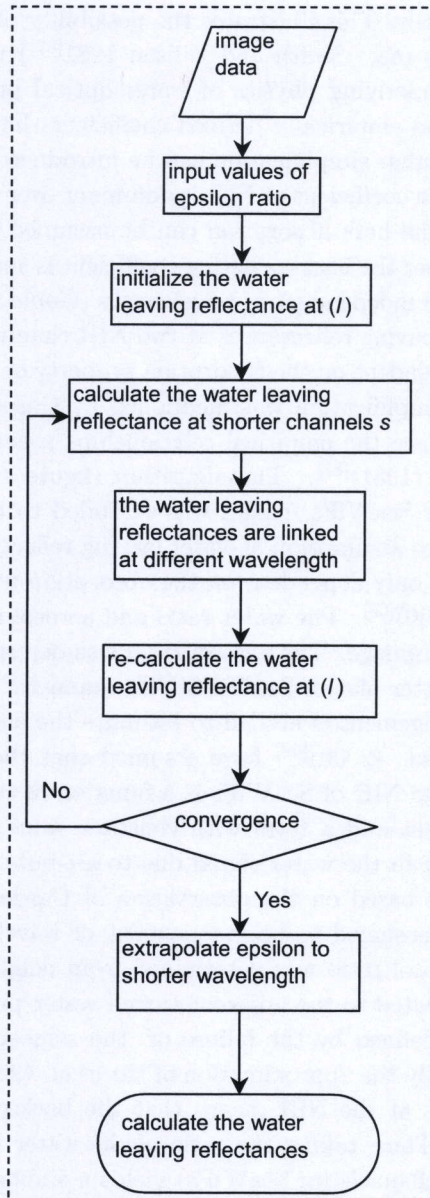 image
data
input values of
epsilon ratio
initialize the water
leaving reflectance at (l)
calculate the water leaving
reflectance at shorter channels s
the water leaving
reflectances are linked
at different wavelength
re-calculate the water
leaving reflectance at (l)
No
convergence
Yes
extrapolate epsilon to
shorter wavelength
calculate the water
leaving reflectances